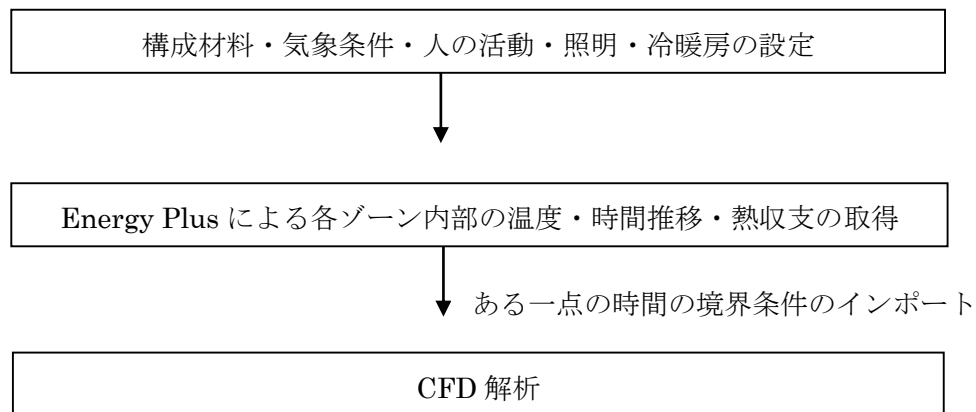 構成材料・気象条件・人の活動・照明・冷暖房の設定
Energy Plus による各ゾーン内部の温度・時間推移・熱収支の取得
ある一点の時間の境界条件のインポート
CFD 解析